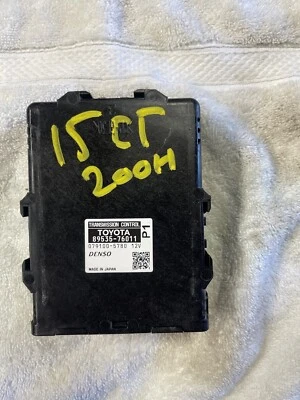 15 CT
200H
TRANSMISSION CONTROL
TOYOTA
89535-76011
P1
079100-5780 12V
DENSO
MADE IN JAPAN